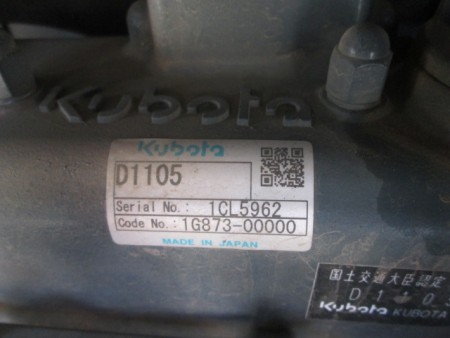 Kubota
Kubota
D1105
Serial No.: 1CL5962
Code No.: 1G873-00000
MADE IN JAPAN
国土交通大臣認定
Kubota KUBOTA